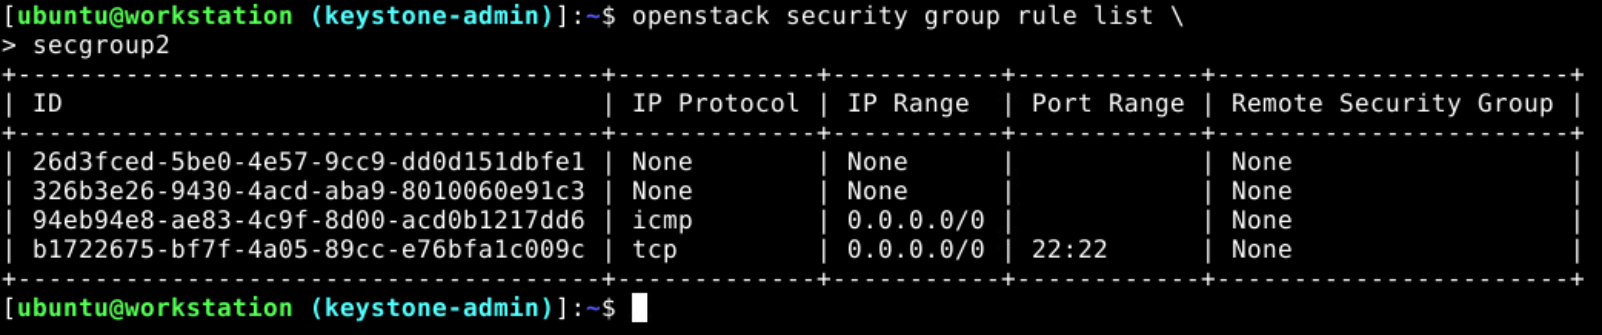 [ubuntu@workstation (keystone-admin)]:~$ openstack security group rule list \
> secgroup2
+--------------------------------------+-------------+-----------+------------+-----------------------+
| ID                                   | IP Protocol | IP Range  | Port Range | Remote Security Group |
+--------------------------------------+-------------+-----------+------------+-----------------------+
| 26d3fced-5be0-4e57-9cc9-dd0d151dbfe1 | None        | None      |            | None                  |
| 326b3e26-9430-4acd-aba9-8010060e91c3 | None        | None      |            | None                  |
| 94eb94e8-ae83-4c9f-8d00-acd0b1217dd6 | icmp        | 0.0.0.0/0 |            | None                  |
| b1722675-bf7f-4a05-89cc-e76bfa1c009c | tcp         | 0.0.0.0/0 | 22:22      | None                  |
+--------------------------------------+-------------+-----------+------------+-----------------------+
[ubuntu@workstation (keystone-admin)]:~$